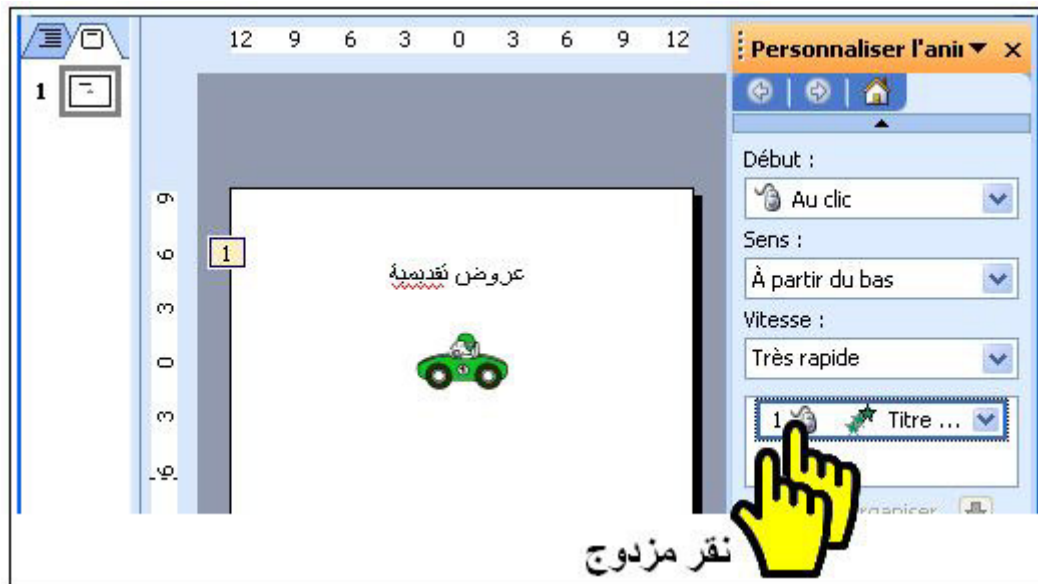 12 9 6 3 0 3 6 9 12
Personnaliser l'ani
1
Début :
Au clic
Sens :
À partir du bas
Vitesse :
Très rapide
1 Titre ...
9
6
3
0
3
6
1
عروض تقديمية
نقر مزدوج